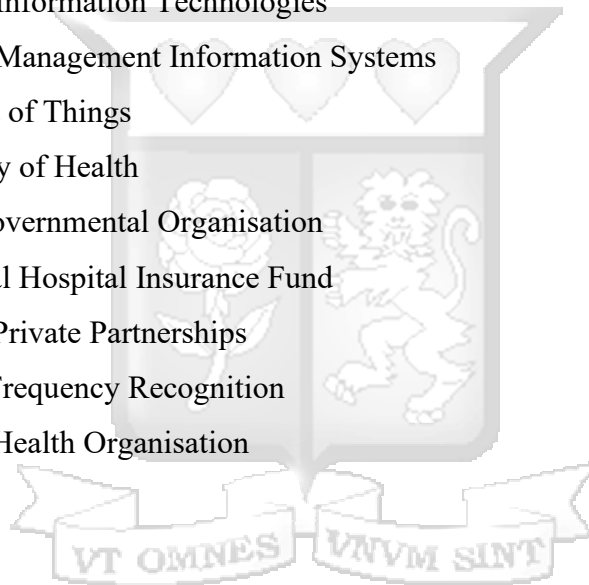 Information Technologies
Management Information Systems
of Things
y of Health
overnmental Organisation
l Hospital Insurance Fund
Private Partnerships
Frequency Recognition
Health Organisation
VT OMNES VNVM SINT